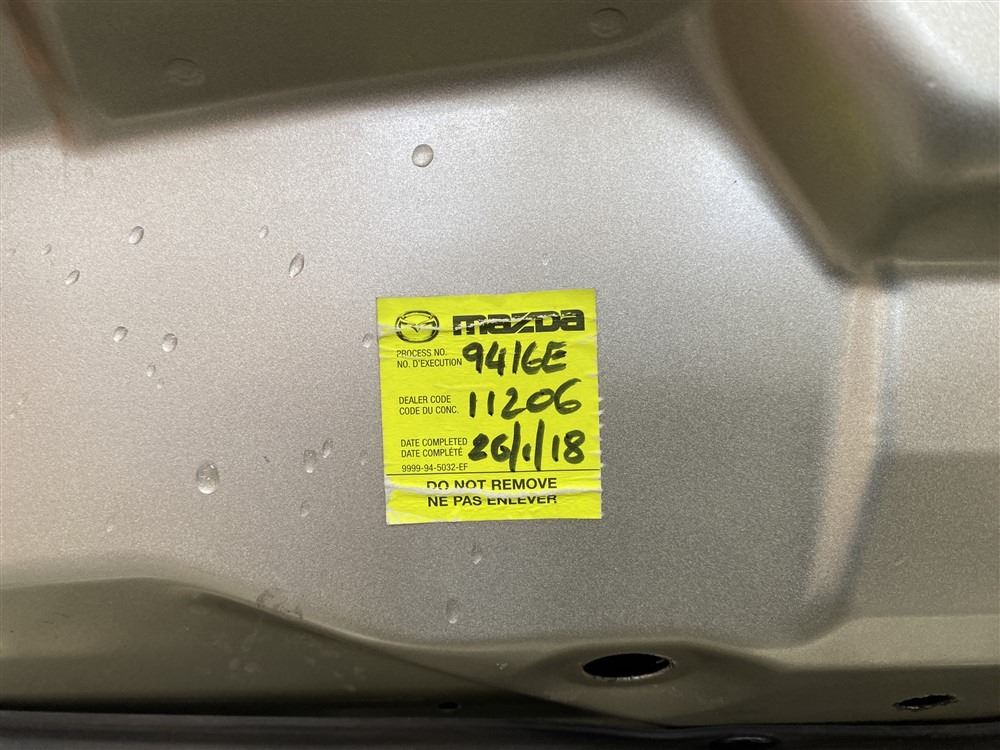 mazda
PROCESS NO.
NO. D'EXECUTION 9416E
DEALER CODE
CODE DU CONC. 11206
DATE COMPLETED
DATE COMPLÉTÉ 26/1/18
9999-94-5032-EF
DO NOT REMOVE
NE PAS ENLEVER